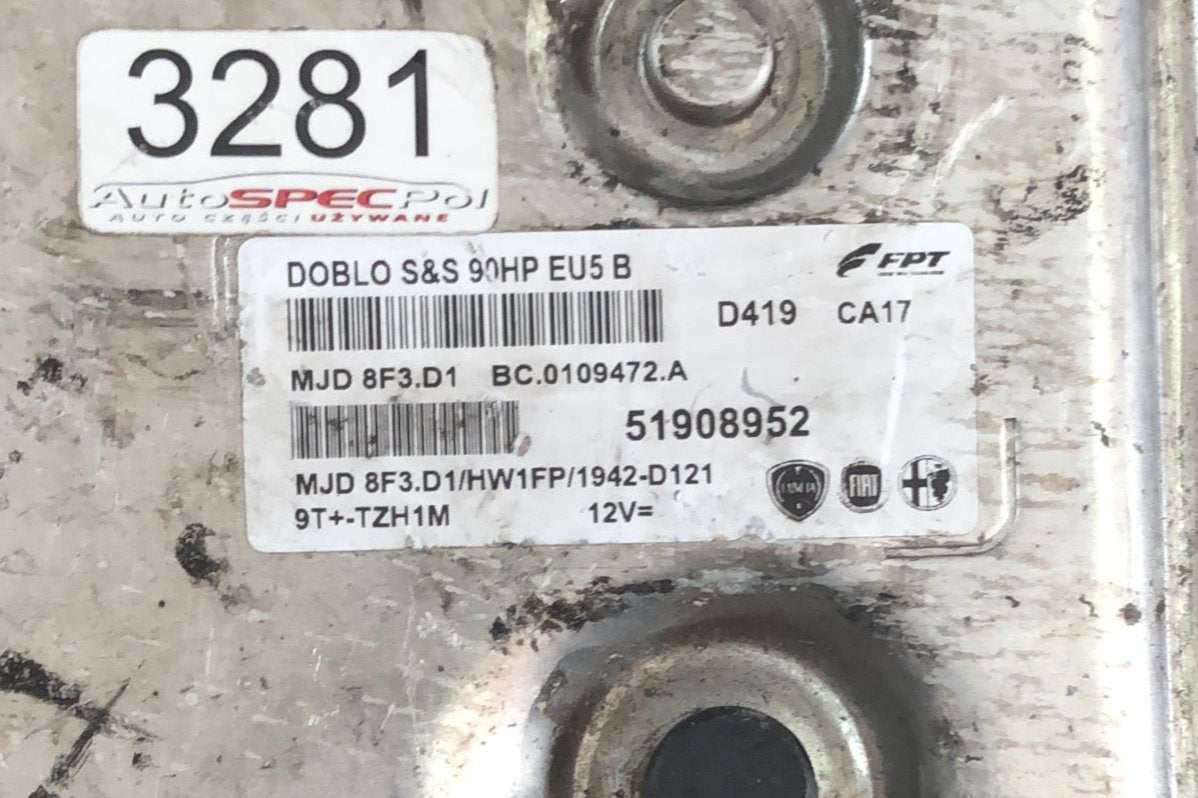 3281
AutoSPECPol
AUTO CZĘŚCI UŻYWANE
DOBLO S&S 90HP EU5 B
FPT
D419 CA17
MJD 8F3.D1 BC.0109472.A
51908952
MJD 8F3.D1/HW1FP/1942-D121
9T+-TZH1M 12V=
LANCIA
FIAT